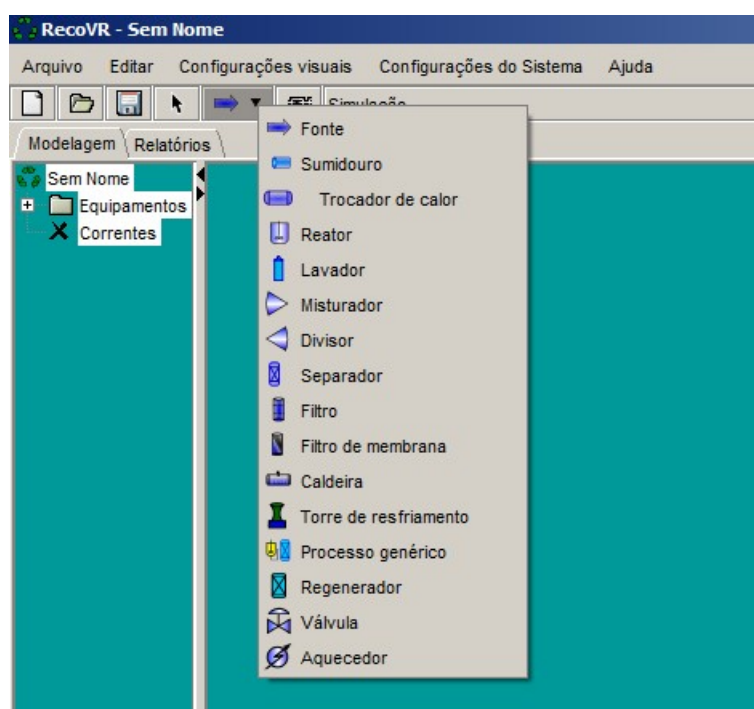 RecoVR - Sem Nome
Arquivo Editar Configurações visuais Configurações do Sistema Ajuda
Simulação
Modelagem Relatórios
Sem Nome
Equipamentos
Correntes
Fonte
Sumidouro
Trocador de calor
Reator
Lavador
Misturador
Divisor
Separador
Filtro
Filtro de membrana
Caldeira
Torre de resfriamento
Processo genérico
Regenerador
Válvula
Aquecedor